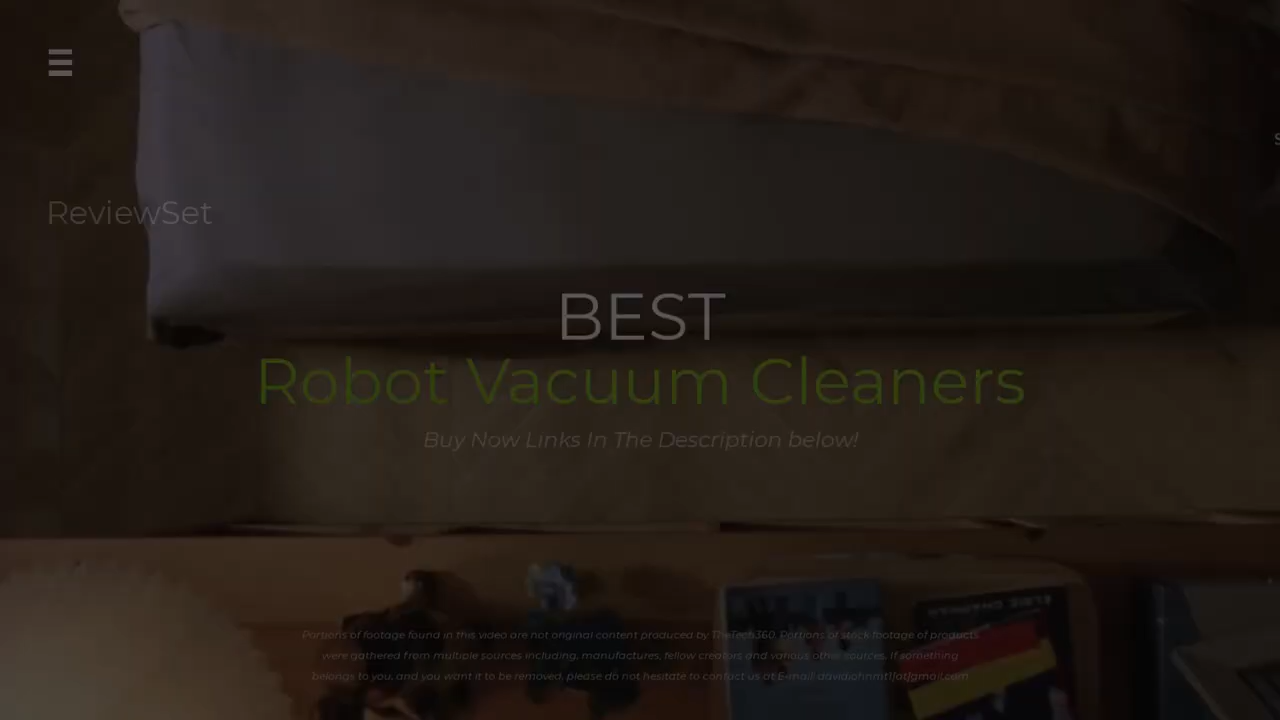 ReviewSet
BEST
Robot Vacuum Cleaners
Buy Now Links In The Description below!
Portions of footage found in this video are not original content produced by TheTech360. Portions of stock footage of products
were gathered from multiple sources including, manufactures, fellow creators and various other sources. If something
belongs to you, and you want it to be removed, please do not hesitate to contact us at E-mail: